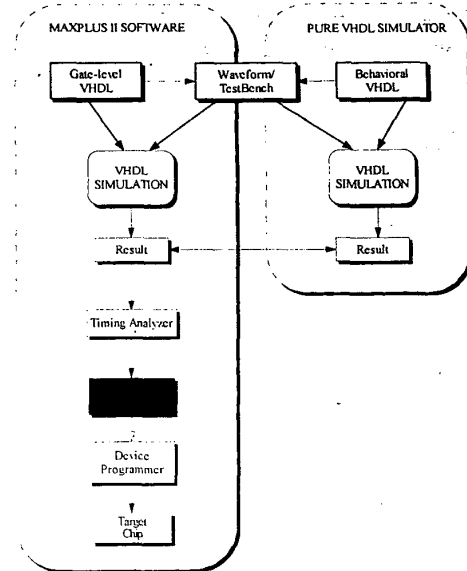 MAXPLUS II SOFTWARE
PURE VHDL SIMULATOR
Gate-level
VHDL
Waveform/
TestBench
Behavioral
VHDL
VHDL
SIMULATION
VHDL
SIMULATION
Result
Result
Timing Analyzer
Device
Programmer
Target
Chip